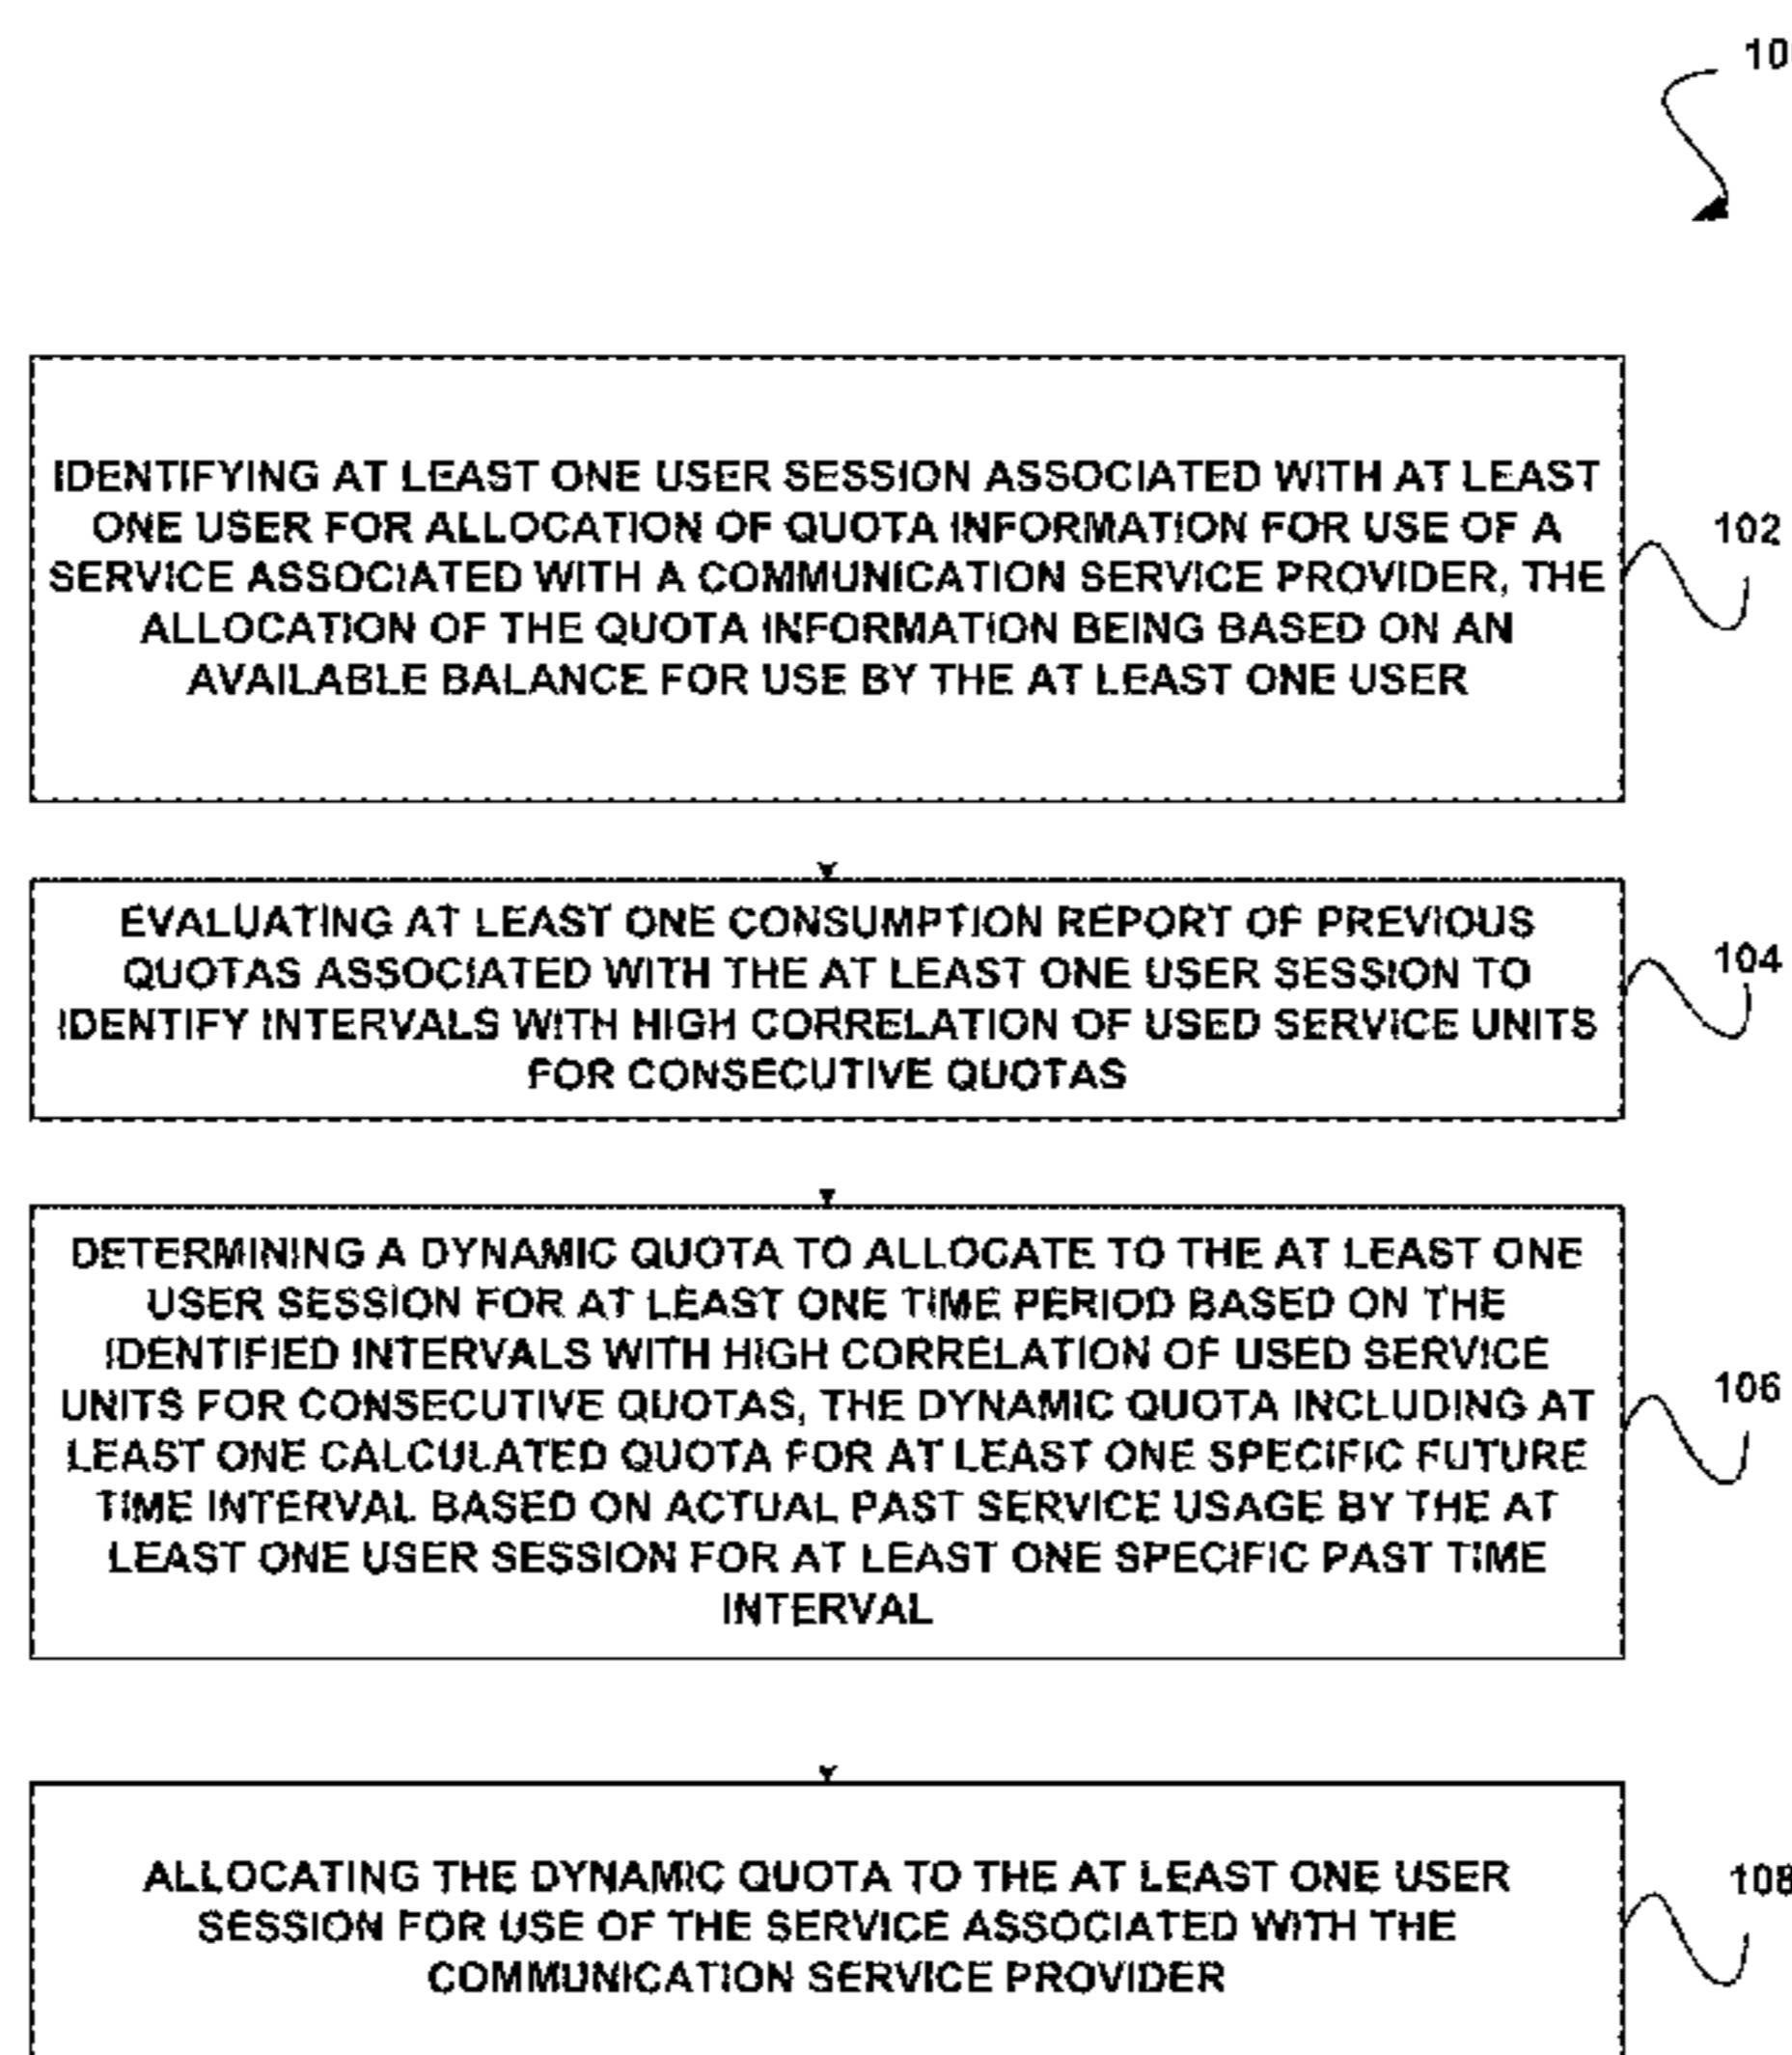 10
IDENTIFYING AT LEAST ONE USER SESSION ASSOCIATED WITH AT LEAST
ONE USER FOR ALLOCATION OF QUOTA INFORMATION FOR USE OF A
SERVICE ASSOCIATED WITH A COMMUNICATION SERVICE PROVIDER, THE
ALLOCATION OF THE QUOTA INFORMATION BEING BASED ON AN
AVAILABLE BALANCE FOR USE BY THE AT LEAST ONE USER
102
EVALUATING AT LEAST ONE CONSUMPTION REPORT OF PREVIOUS
QUOTAS ASSOCIATED WITH THE AT LEAST ONE USER SESSION TO
IDENTIFY INTERVALS WITH HIGH CORRELATION OF USED SERVICE UNITS
FOR CONSECUTIVE QUOTAS
104
DETERMINING A DYNAMIC QUOTA TO ALLOCATE TO THE AT LEAST ONE
USER SESSION FOR AT LEAST ONE TIME PERIOD BASED ON THE
IDENTIFIED INTERVALS WITH HIGH CORRELATION OF USED SERVICE
UNITS FOR CONSECUTIVE QUOTAS, THE DYNAMIC QUOTA INCLUDING AT
LEAST ONE CALCULATED QUOTA FOR AT LEAST ONE SPECIFIC FUTURE
TIME INTERVAL BASED ON ACTUAL PAST SERVICE USAGE BY THE AT
LEAST ONE USER SESSION FOR AT LEAST ONE SPECIFIC PAST TIME
INTERVAL
106
ALLOCATING THE DYNAMIC QUOTA TO THE AT LEAST ONE USER
SESSION FOR USE OF THE SERVICE ASSOCIATED WITH THE
COMMUNICATION SERVICE PROVIDER
108